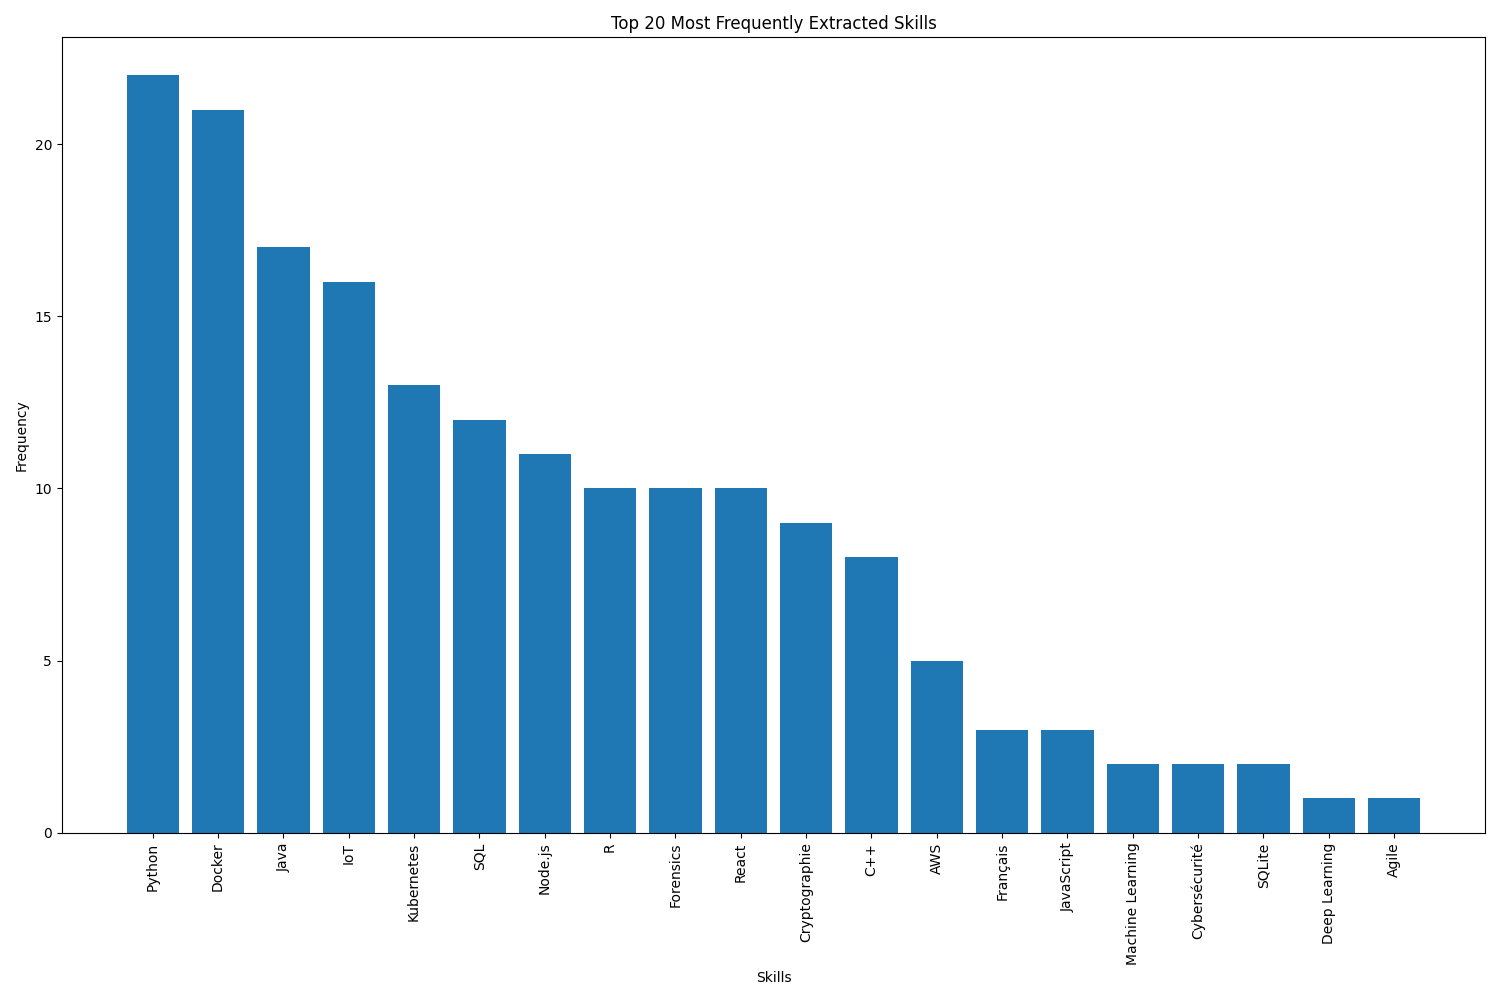 Top 20 Most Frequently Extracted Skills
Frequency
20
15
10
5
0
Python
Docker
Java
IoT
Kubernetes
SQL
Node.js
R
Forensics
React
Cryptographie
C++
AWS
Français
JavaScript
Machine Learning
Cybersécurité
SQLite
Deep Learning
Agile
Skills